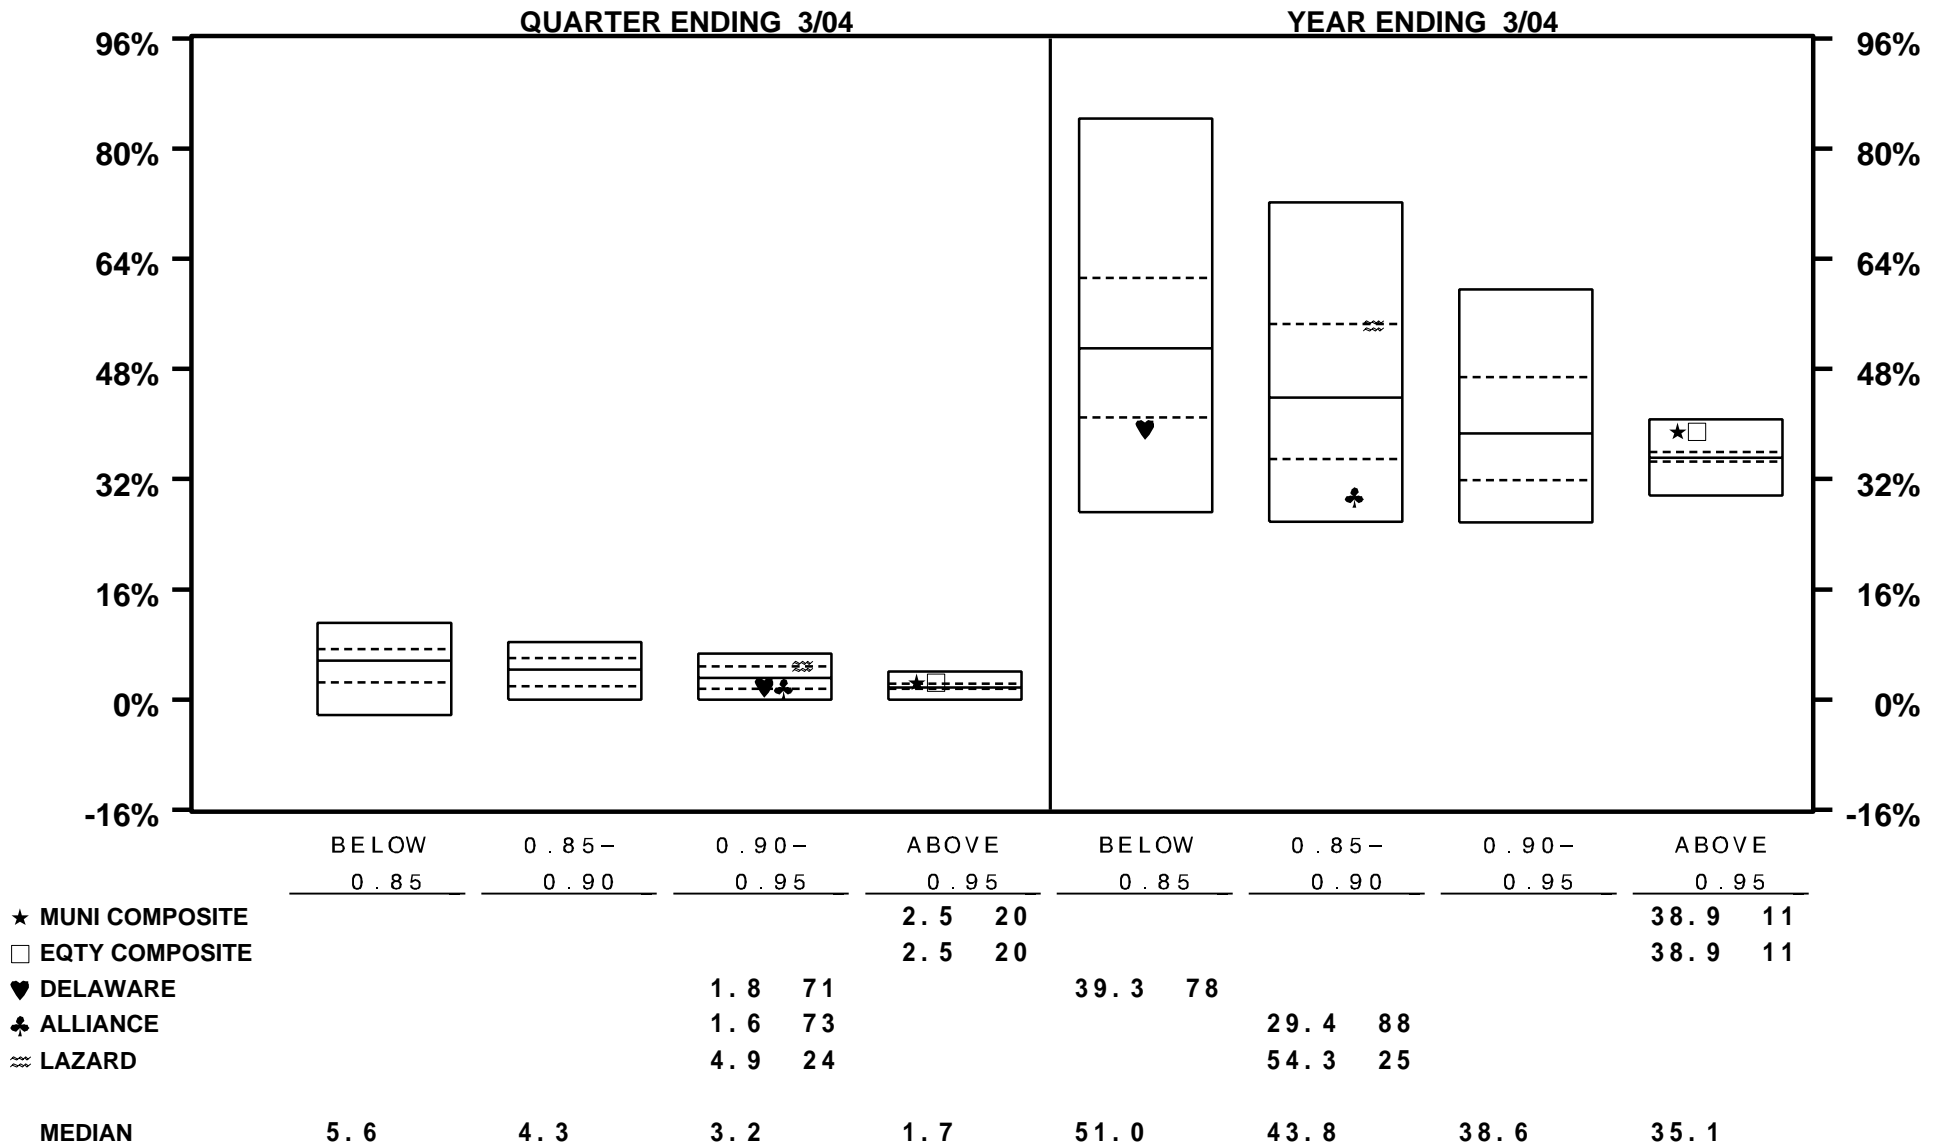 QUARTER ENDING 3/04 YEAR ENDING 3/04
96% 96%
80% 80%
64% 64%
48% 48%
32% 32%
16% 16%
0% 0%
-16% -16%
BELOW 0.85- 0.90- ABOVE BELOW 0.85- 0.90- ABOVE
0.85 0.90 0.95 0.95 0.85 0.90 0.95 0.95
★ MUNI COMPOSITE 2.5 20 38.9 11
□ EQTY COMPOSITE 2.5 20 38.9 11
♥ DELAWARE 1.8 71 39.3 78
♣ ALLIANCE 1.6 73 29.4 88
LAZARD 4.9 24 54.3 25
MEDIAN 5.6 4.3 3.2 1.7 51.0 43.8 38.6 35.1